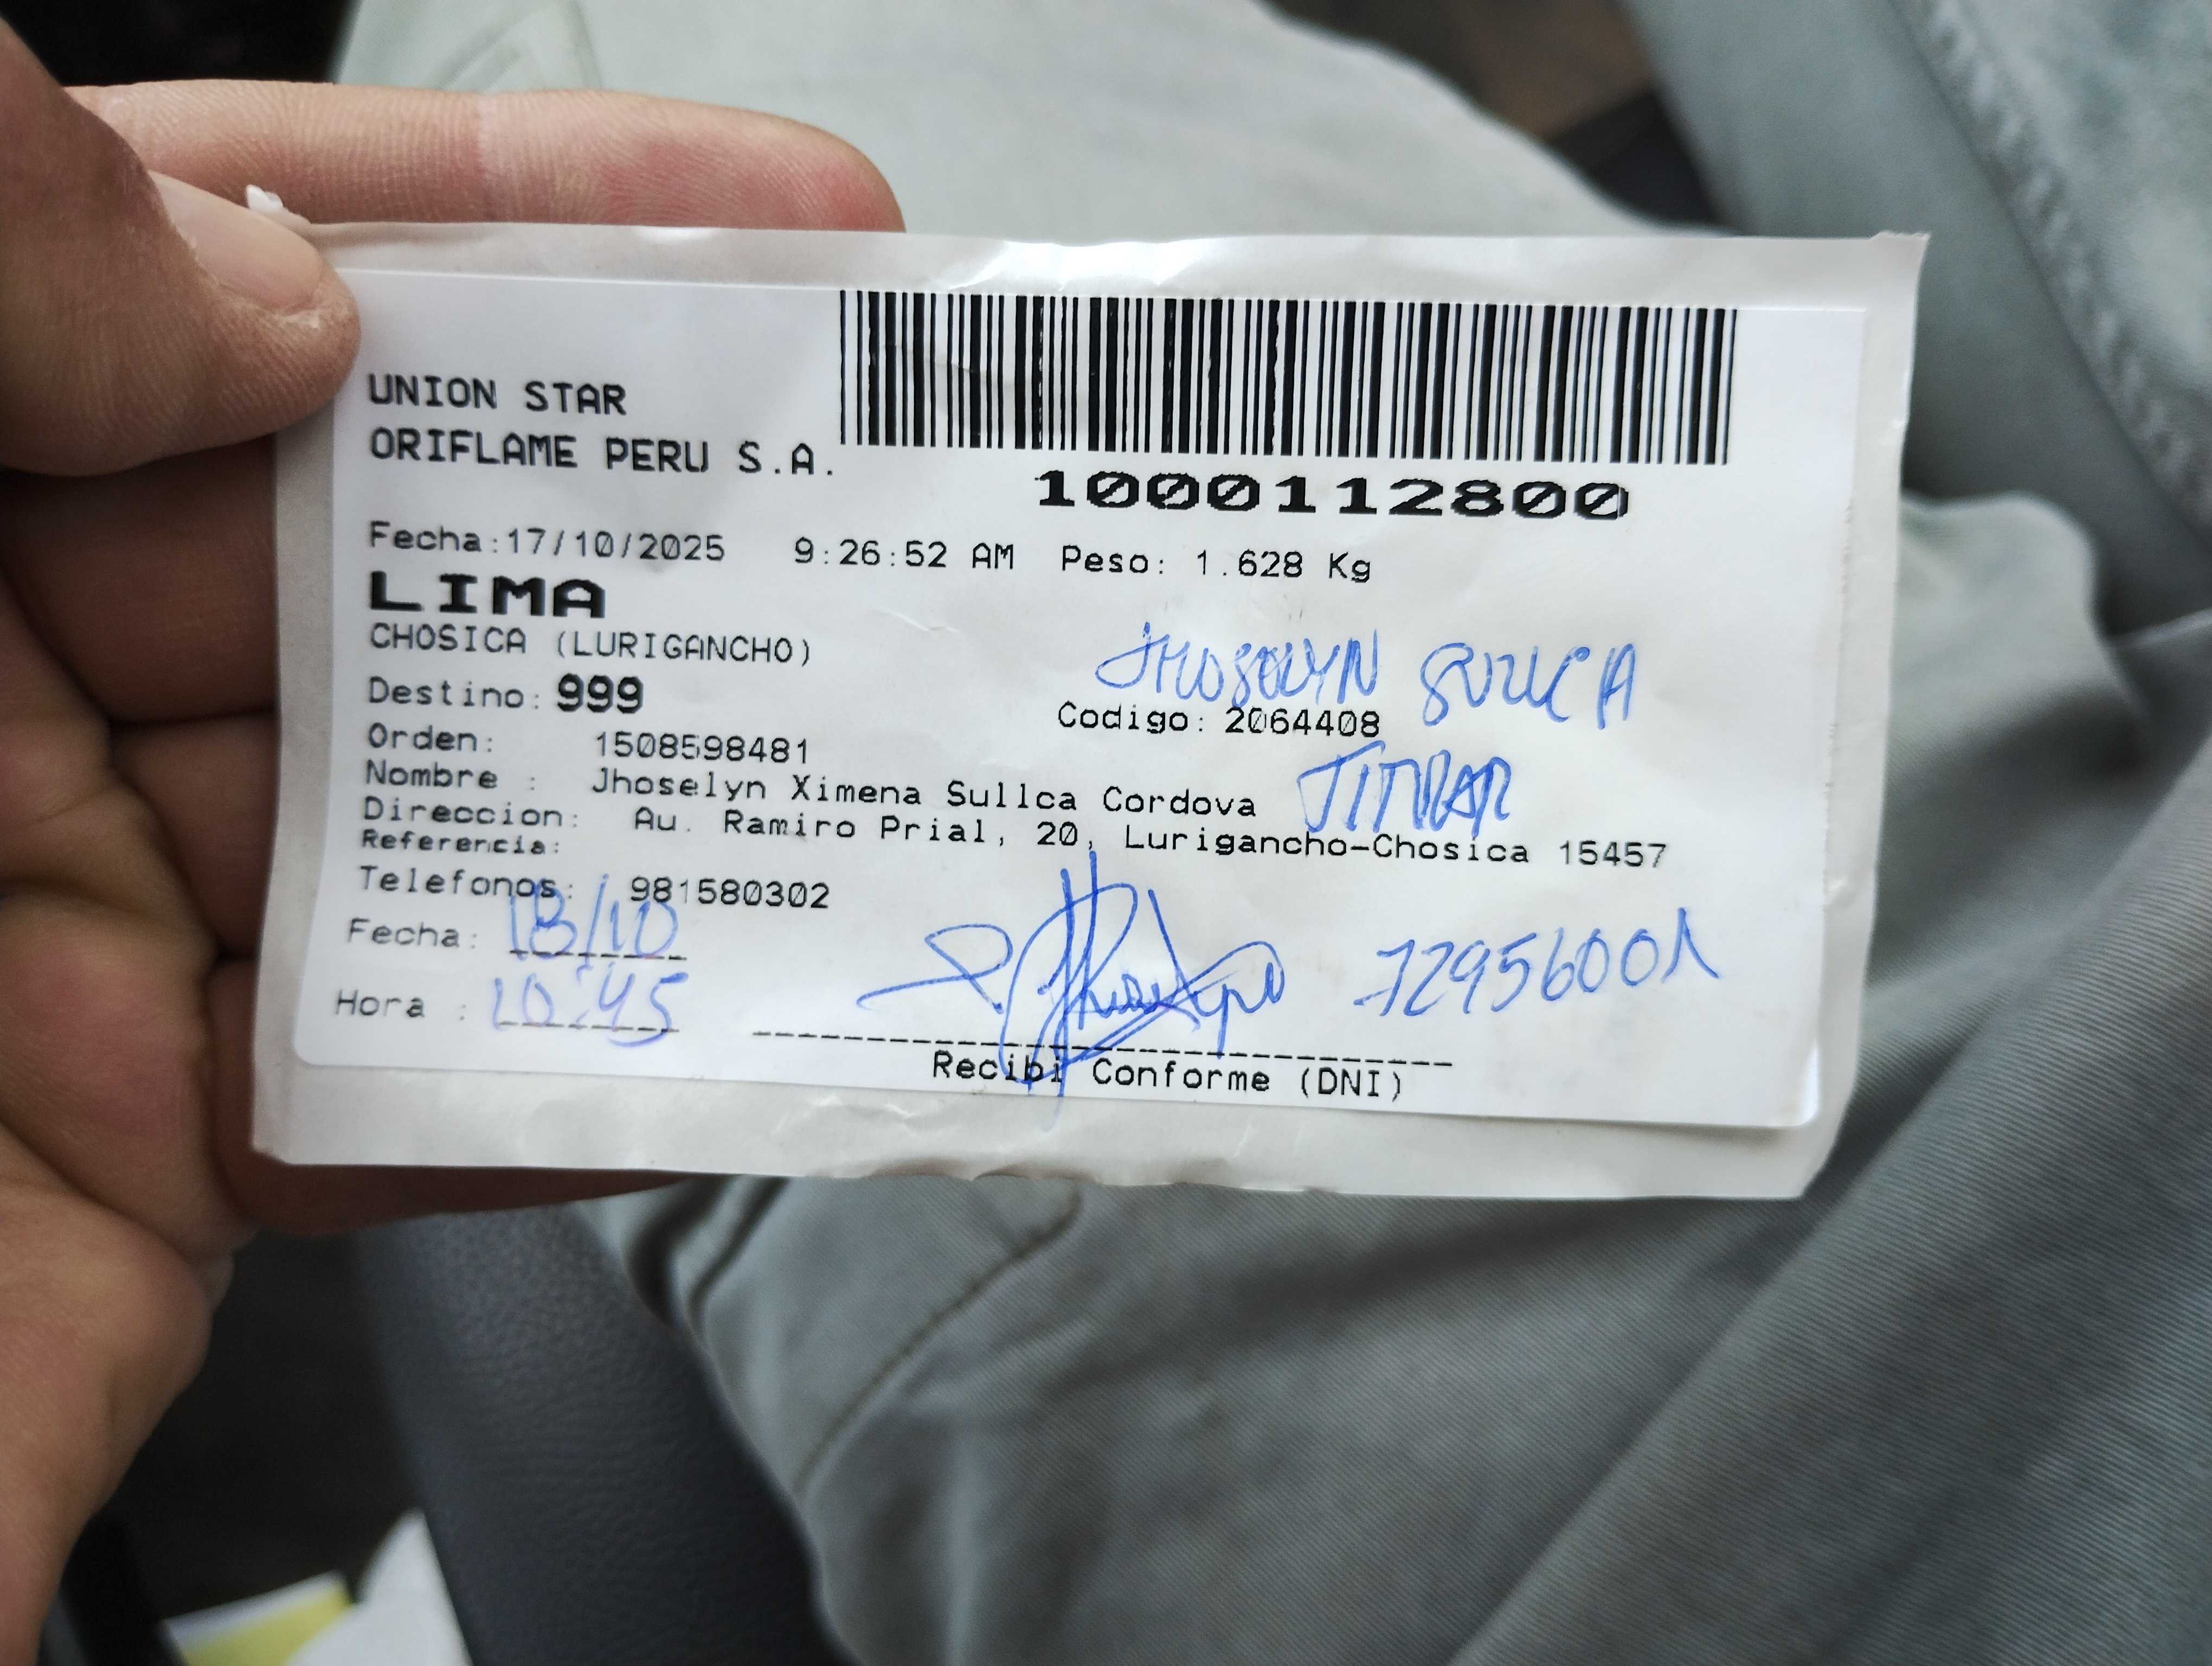 UNION STAR
ORIFLAME PERU S.A.
1000112800
Fecha:17/10/2025 9:26:52 AM Peso: 1.628 Kg
LIMA
CHOSICA (LURIGANCHO)
JHOSELYN SULLCA
Destino: 999
Codigo: 2064408
Orden: 1508598481
TITULAR
Nombre : Jhoselyn Ximena Sullca Cordova
Direccion: Au. Ramiro Prial, 20, Lurigancho-Chosica 15457
Referencia:
Telefonos: 981580302
Fecha: 18/10
72956001
Hora : 10:45
Recibi Conforme (DNI)